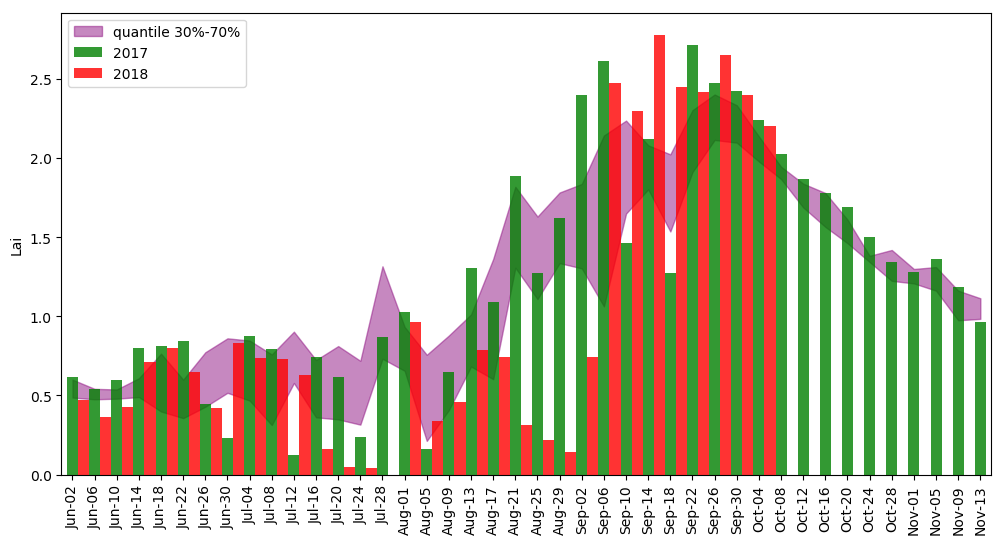 quantile 30%-70%
2017
2018
Lai
2.5
2.0
1.5
1.0
0.5
0.0
Jun-02
Jun-06
Jun-10
Jun-14
Jun-18
Jun-22
Jun-26
Jun-30
Jul-04
Jul-08
Jul-12
Jul-16
Jul-20
Jul-24
Jul-28
Aug-01
Aug-05
Aug-09
Aug-13
Aug-17
Aug-21
Aug-25
Aug-29
Sep-02
Sep-06
Sep-10
Sep-14
Sep-18
Sep-22
Sep-26
Sep-30
Oct-04
Oct-08
Oct-12
Oct-16
Oct-20
Oct-24
Oct-28
Nov-01
Nov-05
Nov-09
Nov-13